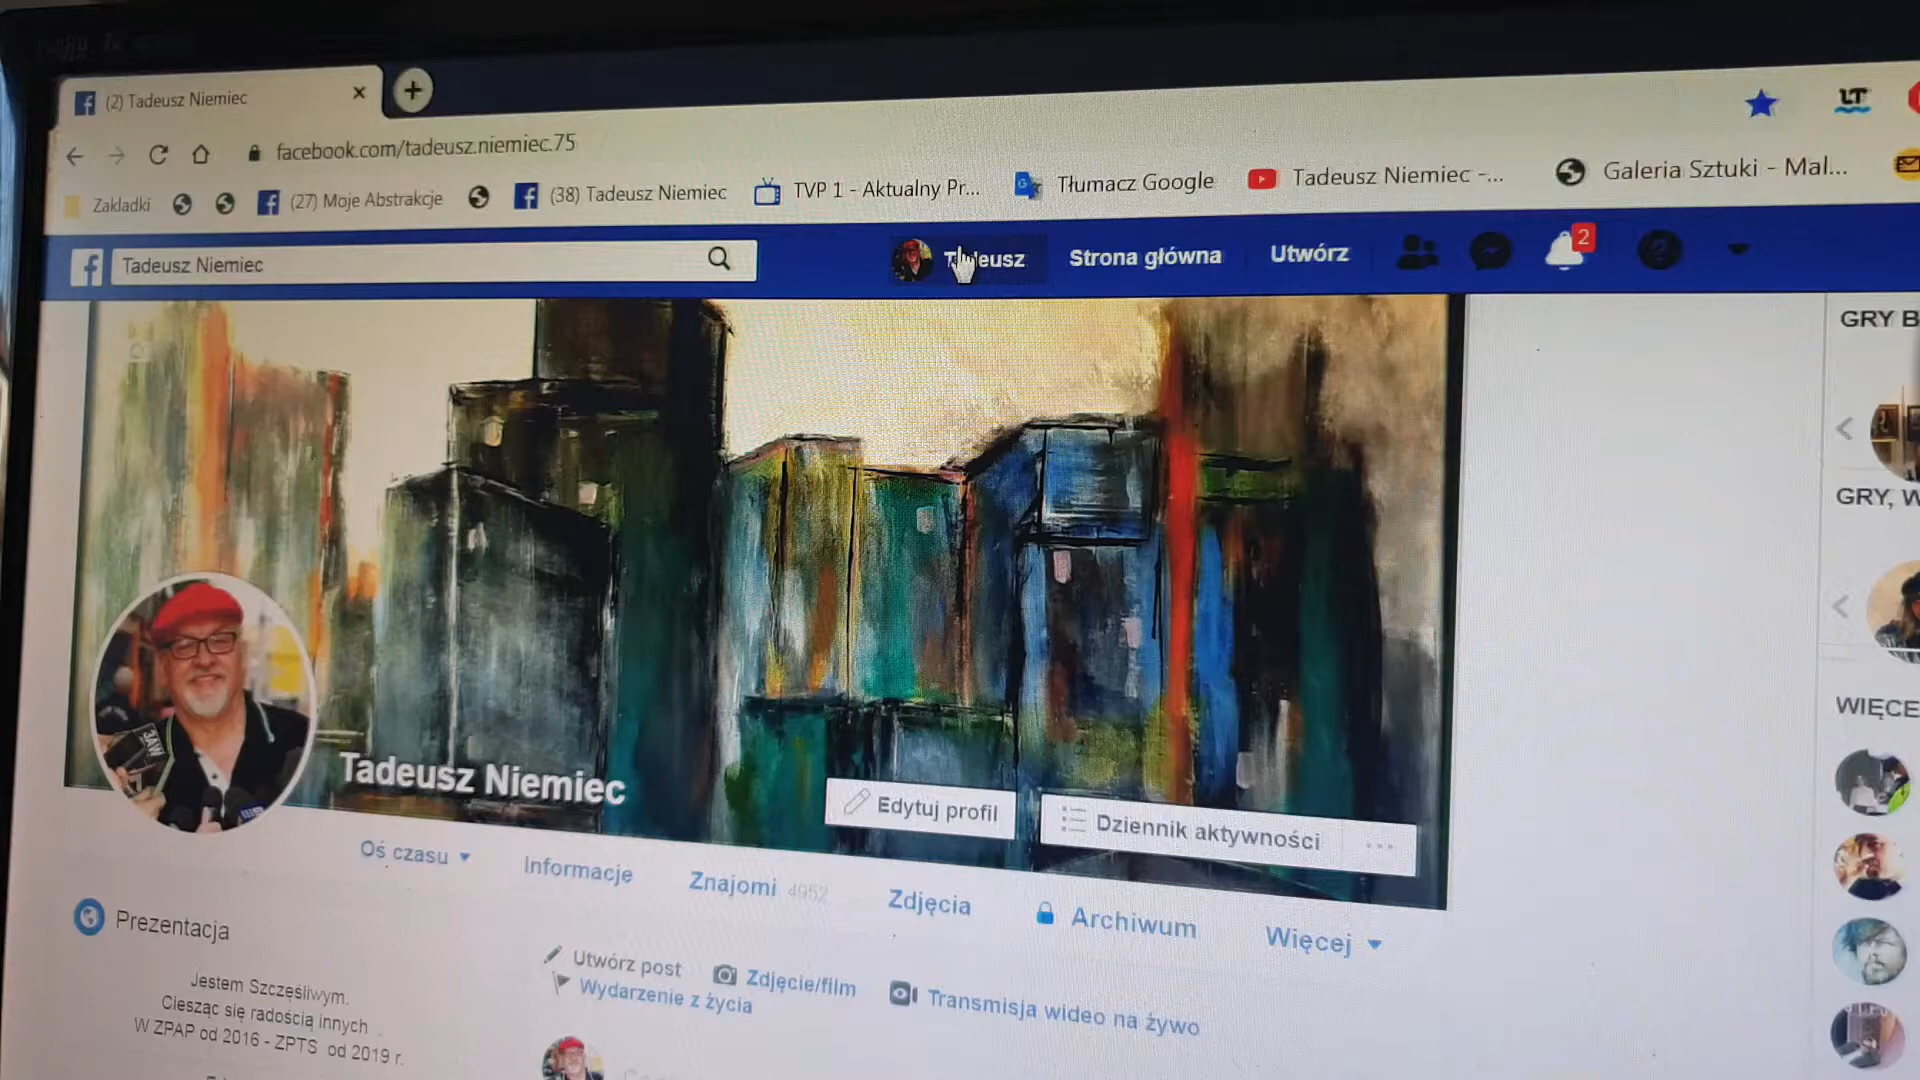 (2) Tadeusz Niemiec
facebook.com/tadeusz.niemiec.75
Zakladki (27) Moje Abstrakcje (38) Tadeusz Niemiec TVP 1 - Aktualny Pr... Tłumacz Google Tadeusz Niemiec -... Galeria Sztuki - Mal...
Tadeusz Niemiec Strona główna Utwórz 2
GRY B
GRY, W
WIĘCE
3AW
Tadeusz Niemiec
Edytuj profil Dziennik aktywności
Oś czasu Informacje Znajomi 4952 Zdjęcia Archiwum Więcej
Prezentacja
Jestem Szczęśliwym.
Ciesząc się radością innych
W ZPAP od 2016 - ZPTS od 2019 r.
Utwórz post Zdjęcie/film Transmisja wideo na żywo
Wydarzenie z życia